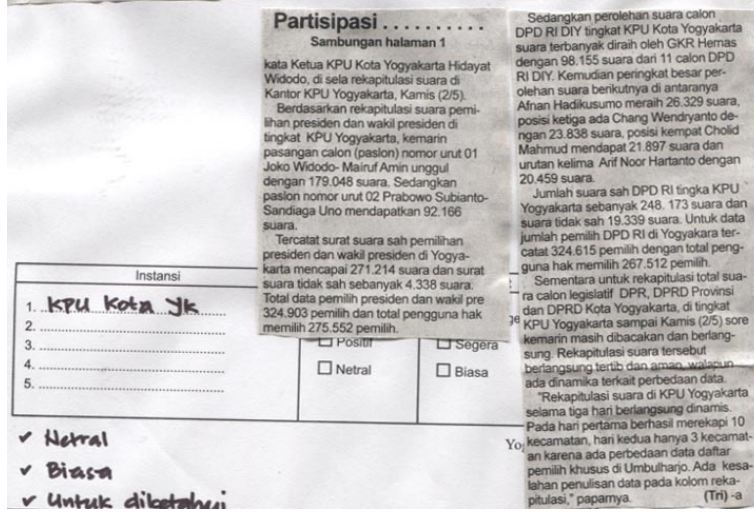 Partisipasi . . . . . . . . . .
Sambungan halaman 1
kata Ketua KPU Kota Yogyakarta Hidayat
Widodo, di sela rekapitulasi suara di
Kantor KPU Yogyakarta, Kamis (2/5).
Berdasarkan rekapitulasi suara pemi-
lihan presiden dan wakil presiden di
tingkat KPU Yogyakarta, kemarin
pasangan calon (paslon) nomor urut 01
Joko Widodo- Mairuf Amin unggul
dengan 179.048 suara. Sedangkan
paslon nomor urut 02 Prabowo Subianto-
Sandiaga Uno mendapatkan 92.166
suara.
Tercatat surat suara sah pemilihan
presiden dan wakil presiden di Yogya-
karta mencapai 271.214 suara dan surat
suara tidak sah sebanyak 4.338 suara.
Total data pemilih presiden dan wakil pre
324.903 pemilih dan total pengguna hak
memilih 275.552 pemilih.
Sedangkan perolehan suara calon
DPD RI DIY tingkat KPU Kota Yogyakarta
suara terbanyak diraih oleh GKR Hemas
dengan 98.155 suara dari 11 calon DPD
RI DIY. Kemudian peringkat besar per-
olehan suara berikutnya di antaranya
Afnan Hadikusumo meraih 26.329 suara,
posisi ketiga ada Chang Wendryanto de-
ngan 23.838 suara, posisi kempat Cholid
Mahmud mendapat 21.897 suara dan
urutan kelima Arif Noor Hartanto dengan
20.459 suara.
Jumlah suara sah DPD RI tingka KPU
Yogyakarta sebanyak 248. 173 suara dan
suara tidak sah 19.339 suara. Untuk data
jumlah pemilih DPD RI di Yogyakara ter-
catat 324.615 pemilih dengan total peng-
guna hak memilih 267.512 pemilih.
Sementara untuk rekapitulasi total sua-
ra calon legislatif DPR, DPRD Provinsi
dan DPRD Kota Yogyakarta, di tingkat
KPU Yogyakarta sampai Kamis (2/5) sore
kemarin masih dibacakan dan berlang-
sung. Rekapitulasi suara tersebut
berlangsung tertib dan aman, walapun
ada dinamika terkait perbedaan data.
"Rekapitulasi suara di KPU Yogyakarta
selama tiga hari berlangsung dinamis.
Pada hari pertama berhasil merekapi 10
kecamatan, hari kedua hanya 3 kecamat-
an karena ada perbedaan data daftar
pemilih khusus di Umbulharjo. Ada kesa-
lahan penulisan data pada kolom reka-
pitulasi," paparnya. (Tri) -a
Instansi
1. KPU Kota YK
2.
3.
4.
5.
Positif
Netral
Segera
Biasa
✓ Netral
✓ Biasa
✓ Untuk diketahui